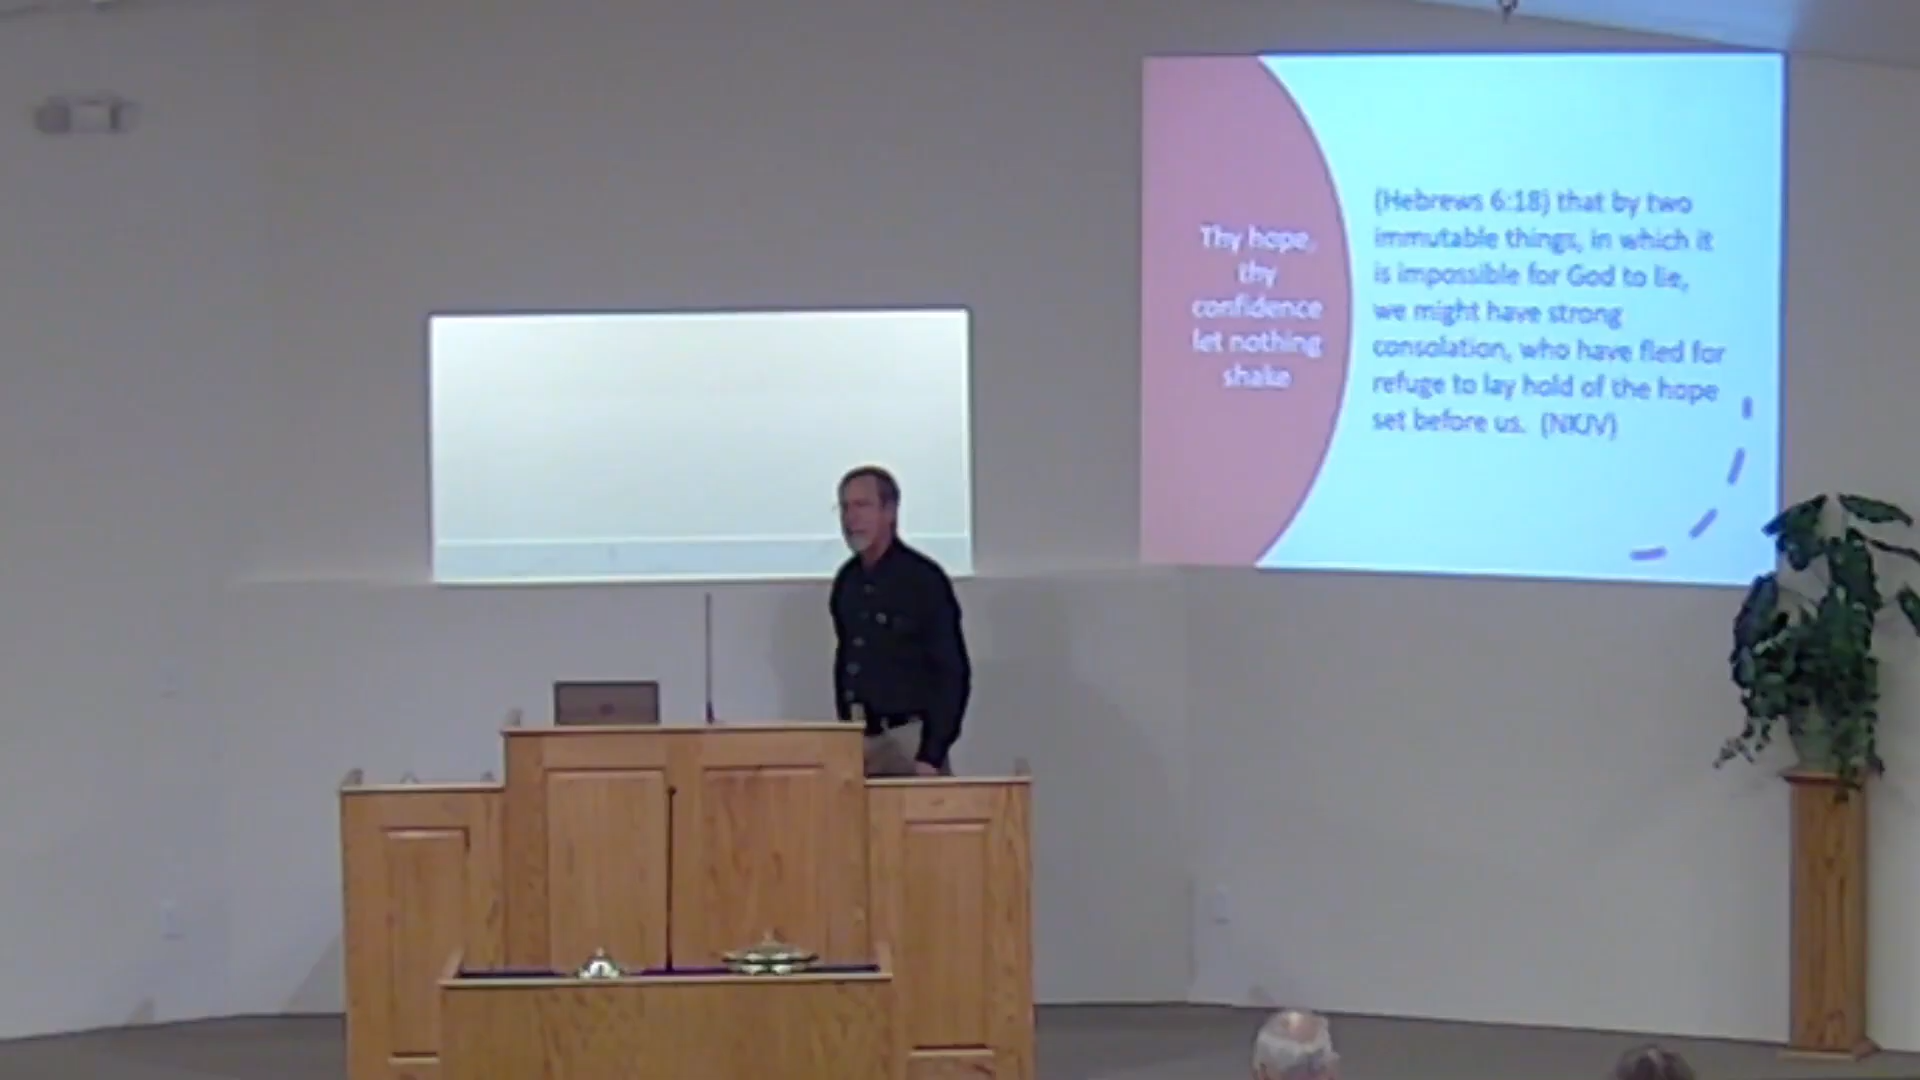 Thy hope,
thy
confidence
let nothing
shake
(Hebrews 6:18) that by two
immutable things, in which it
is impossible for God to lie,
we might have strong
consolation, who have fled for
refuge to lay hold of the hope
set before us. (NKJV)